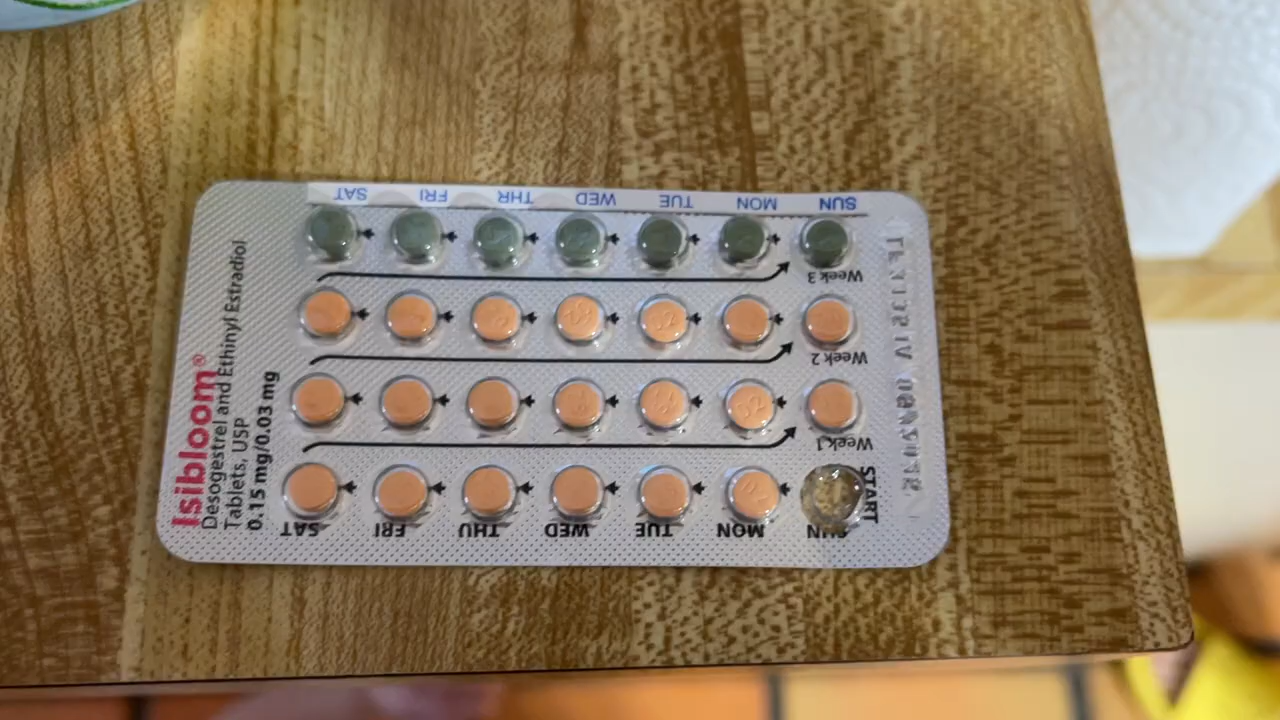 Isibloom®
Desogestrel and Ethinyl Estradiol
Tablets, USP
0.15 mg/0.03 mg
START
SUN MON TUE WED THU FRI SAT
Week 1
Week 2
Week 3
SUN MON TUE WED THR FRI SAT